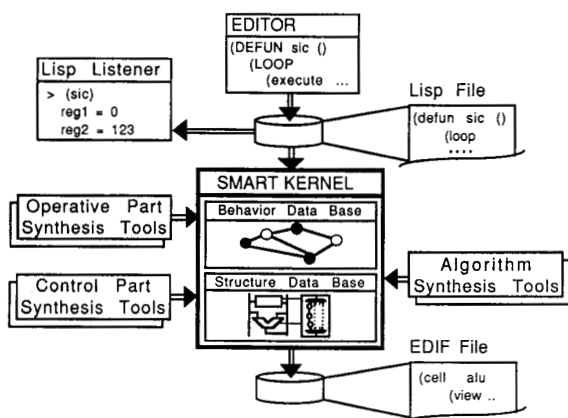 EDITOR
(DEFUN sic ()
(LOOP
(execute ...
Lisp Listener
> (sic)
reg1 = 0
reg2 = 123
Lisp File
(defun sic ()
(loop
....
SMART KERNEL
Behavior Data Base
Operative Part
Synthesis Tools
Structure Data Base
Control Part
Synthesis Tools
Algorithm
Synthesis Tools
EDIF File
(cell alu
(view ..